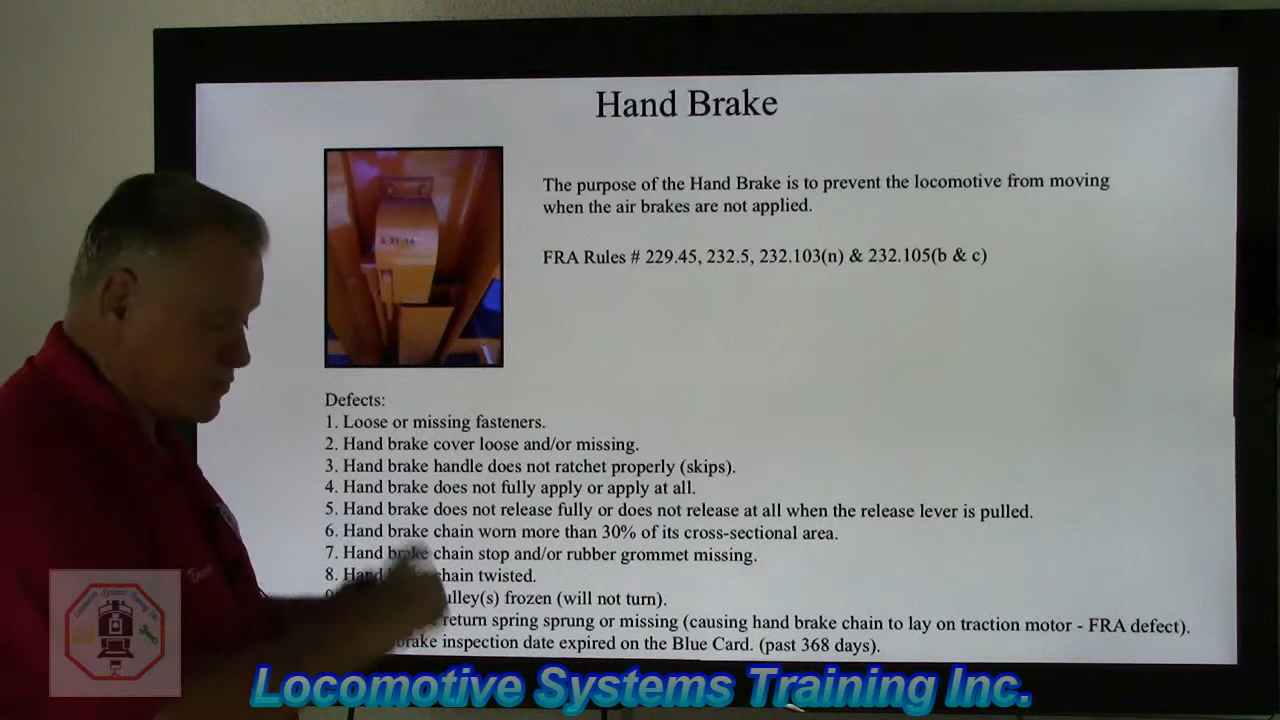 Hand Brake
The purpose of the Hand Brake is to prevent the locomotive from moving
when the air brakes are not applied.
FRA Rules # 229.45, 232.5, 232.103(n) & 232.105(b & c)
Defects:
1. Loose or missing fasteners.
2. Hand brake cover loose and/or missing.
3. Hand brake handle does not ratchet properly (skips).
4. Hand brake does not fully apply or apply at all.
5. Hand brake does not release fully or does not release at all when the release lever is pulled.
6. Hand brake chain worn more than 30% of its cross-sectional area.
7. Hand brake chain stop and/or rubber grommet missing.
8. chain twisted.
frozen (will not turn).
return spring sprung or missing (causing hand brake chain to lay on traction motor - FRA defect).
brake inspection date expired on the Blue Card. (past 368 days).
Locomotive Systems Training Inc.
Locomotive Systems Training Inc.